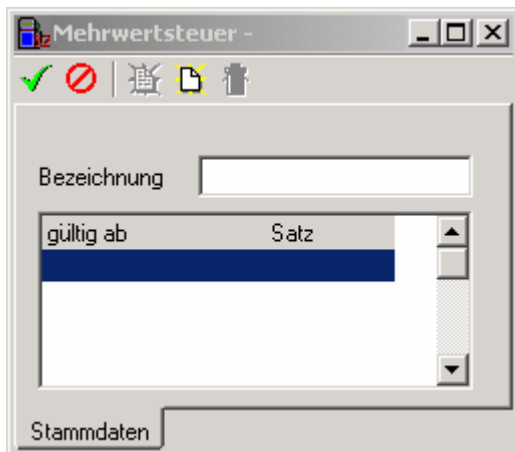 Mehrwertsteuer -
Bezeichnung
gültig ab Satz
Stammdaten